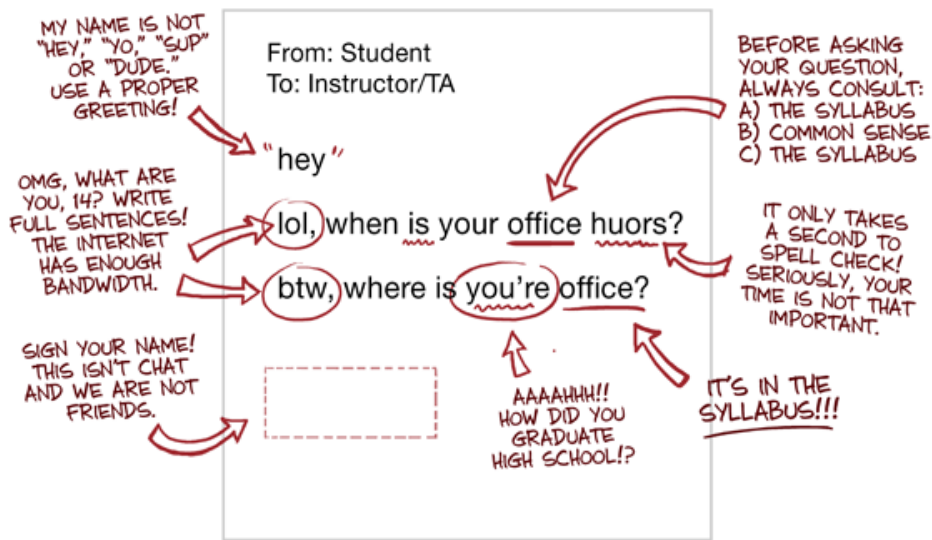 MY NAME IS NOT
"HEY," "YO," "SUP"
OR "DUDE."
USE A PROPER
GREETING!
From: Student
To: Instructor/TA
BEFORE ASKING
YOUR QUESTION,
ALWAYS CONSULT:
A) THE SYLLABUS
B) COMMON SENSE
C) THE SYLLABUS
"hey"
OMG, WHAT ARE
YOU, 14? WRITE
FULL SENTENCES!
THE INTERNET
HAS ENOUGH
BANDWIDTH.
lol, when is your office huors?
IT ONLY TAKES
A SECOND TO
SPELL CHECK!
SERIOUSLY, YOUR
TIME IS NOT THAT
IMPORTANT.
btw, where is you're office?
SIGN YOUR NAME!
THIS ISN'T CHAT
AND WE ARE NOT
FRIENDS.
AAAAHHH!!
HOW DID YOU
GRADUATE
HIGH SCHOOL!?
IT'S IN THE
SYLLABUS!!!